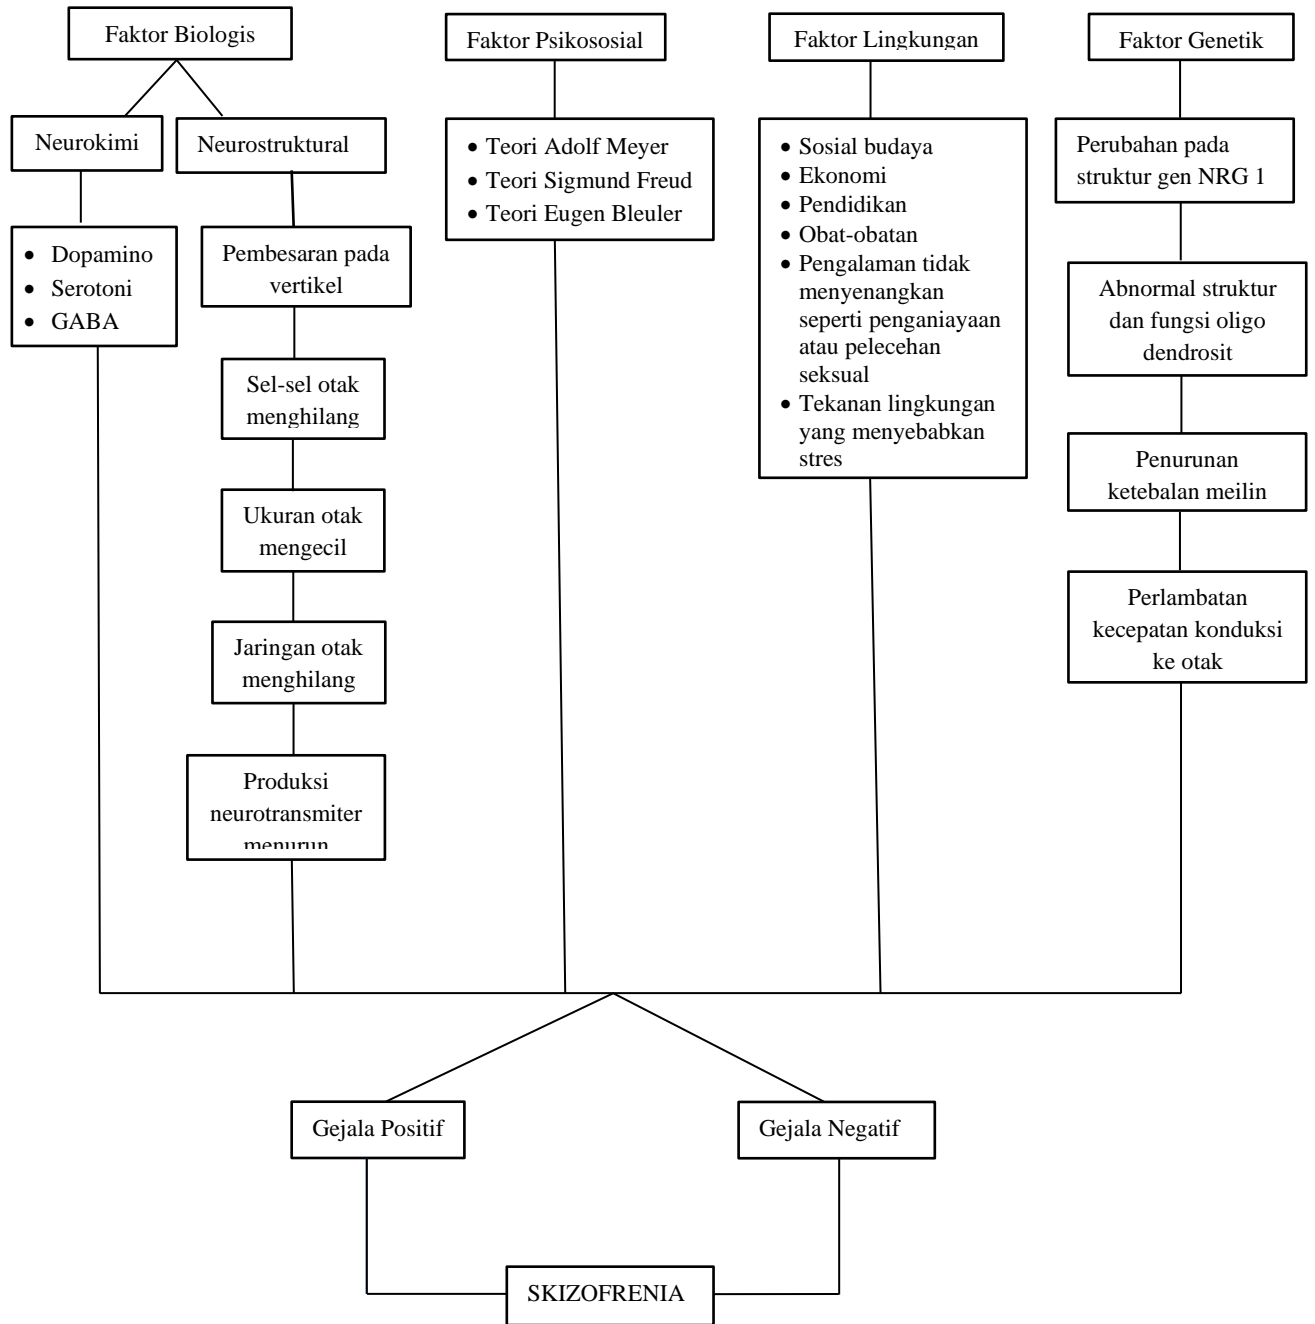 Faktor Biologis
Faktor Psikososial
Faktor Lingkungan
Faktor Genetik
Neurokimi
Neurostruktural
• Teori Adolf Meyer
• Teori Sigmund Freud
• Teori Eugen Bleuler
• Sosial budaya
• Ekonomi
• Pendidikan
• Obat-obatan
• Pengalaman tidak
menyenangkan
seperti penganiayaan
atau pelecehan
seksual
• Tekanan lingkungan
yang menyebabkan
stres
Perubahan pada
struktur gen NRG 1
• Dopamino
• Serotoni
• GABA
Pembesaran pada
vertikel
Abnormal struktur
dan fungsi oligo
dendrosit
Sel-sel otak
menghilang
Penurunan
ketebalan meilin
Ukuran otak
mengecil
Perlambatan
kecepatan konduksi
ke otak
Jaringan otak
menghilang
Produksi
neurotransmiter
menurun
Gejala Positif
Gejala Negatif
SKIZOFRENIA